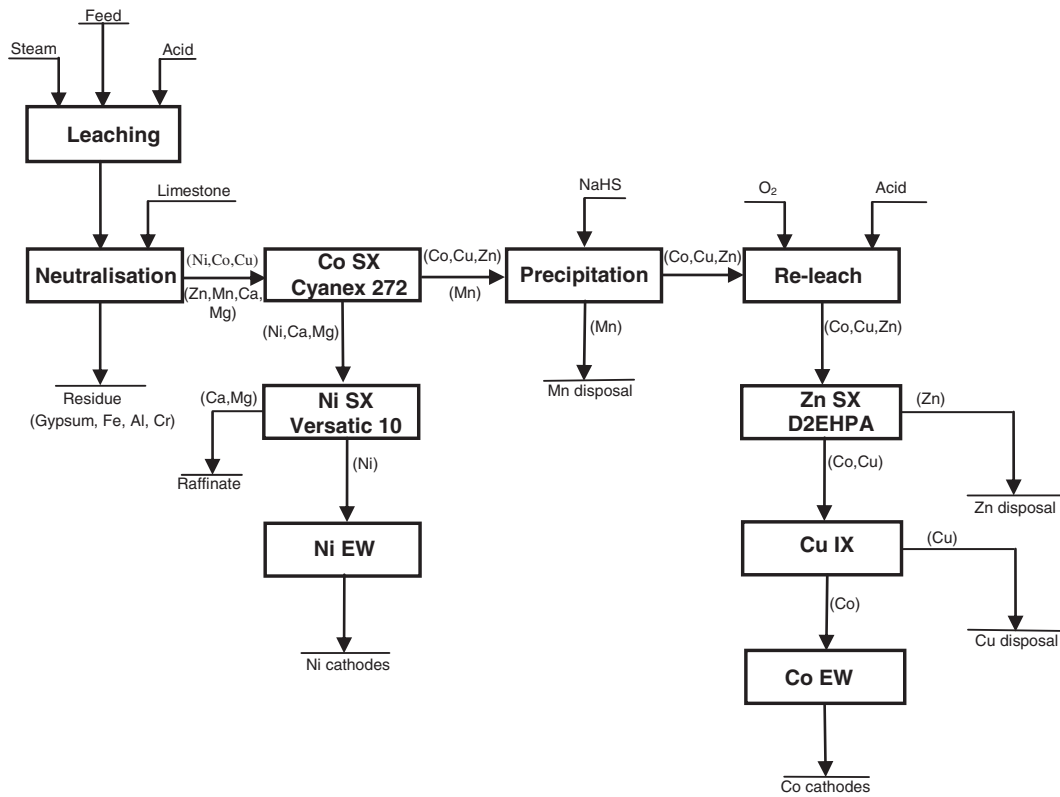 Feed
Steam
Acid
Leaching
Limestone
NaHS
O₂
Acid
Neutralisation
(Ni,Co,Cu)
(Zn,Mn,Ca,
Mg)
Co SX
Cyanex 272
(Co,Cu,Zn)
(Mn)
Precipitation
(Co,Cu,Zn)
Re-leach
(Ni,Ca,Mg)
(Mn)
(Co,Cu,Zn)
Residue
(Gypsum, Fe, Al, Cr)
(Ca,Mg)
Ni SX
Versatic 10
Mn disposal
Zn SX
D2EHPA
(Zn)
Raffinate
(Ni)
(Co,Cu)
Zn disposal
Ni EW
Cu IX
(Cu)
(Co)
Cu disposal
Ni cathodes
Co EW
Co cathodes